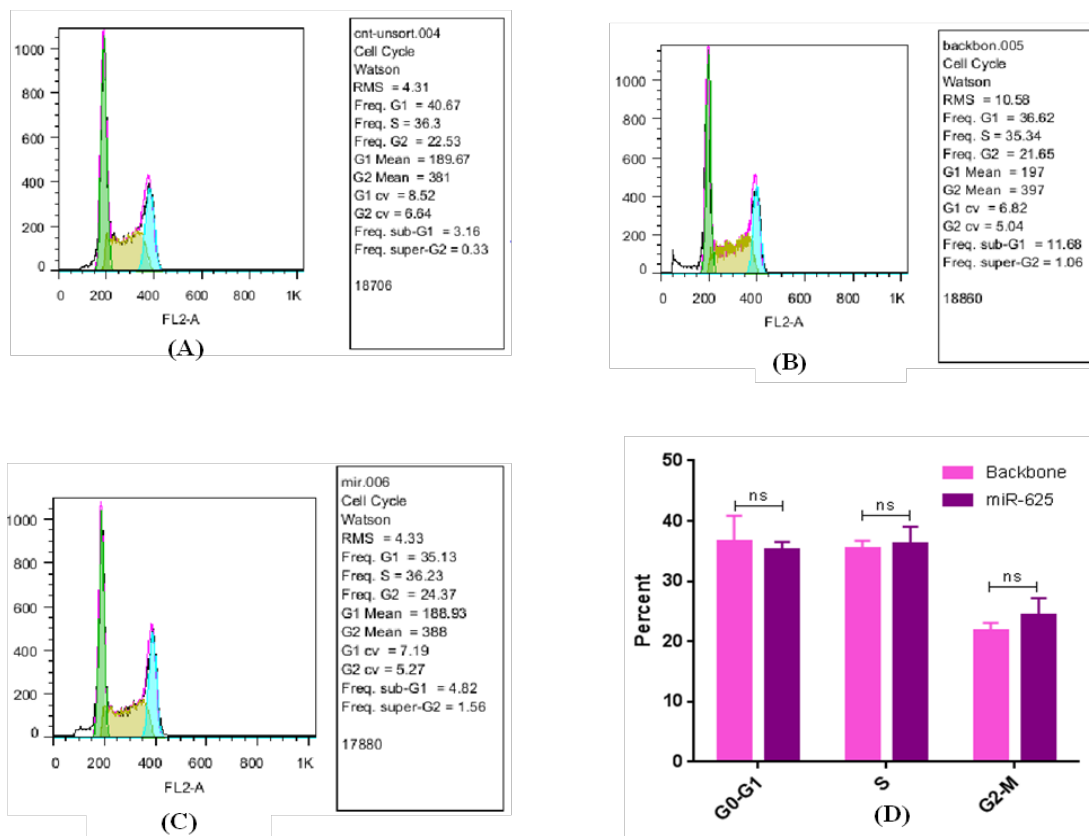 1000
800
600
400
200
0
0 200 400 600 800 1K
FL2-A
cnt-unsort.004
Cell Cycle
Watson
RMS = 4.31
Freq. G1 = 40.67
Freq. S = 36.3
Freq. G2 = 22.53
G1 Mean = 189.67
G2 Mean = 381
G1 cv = 8.52
G2 cv = 6.64
Freq. sub-G1 = 3.16
Freq. super-G2 = 0.33
18706
(A)
1000
800
600
400
200
0
0 200 400 600 800 1K
FL2-A
backbon.005
Cell Cycle
Watson
RMS = 10.58
Freq. G1 = 36.62
Freq. S = 35.34
Freq. G2 = 21.65
G1 Mean = 197
G2 Mean = 397
G1 cv = 6.82
G2 cv = 5.04
Freq. sub-G1 = 11.68
Freq. super-G2 = 1.06
18860
(B)
1000
800
600
400
200
0
0 200 400 600 800 1K
FL2-A
mir.006
Cell Cycle
Watson
RMS = 4.33
Freq. G1 = 35.13
Freq. S = 36.23
Freq. G2 = 24.37
G1 Mean = 188.93
G2 Mean = 388
G1 cv = 7.19
G2 cv = 5.27
Freq. sub-G1 = 4.82
Freq. super-G2 = 1.56
17880
(C)
50
40
30
20
10
0
Percent
Backbone
miR-625
ns
ns
ns
G0-G1
S
G2-M
(D)